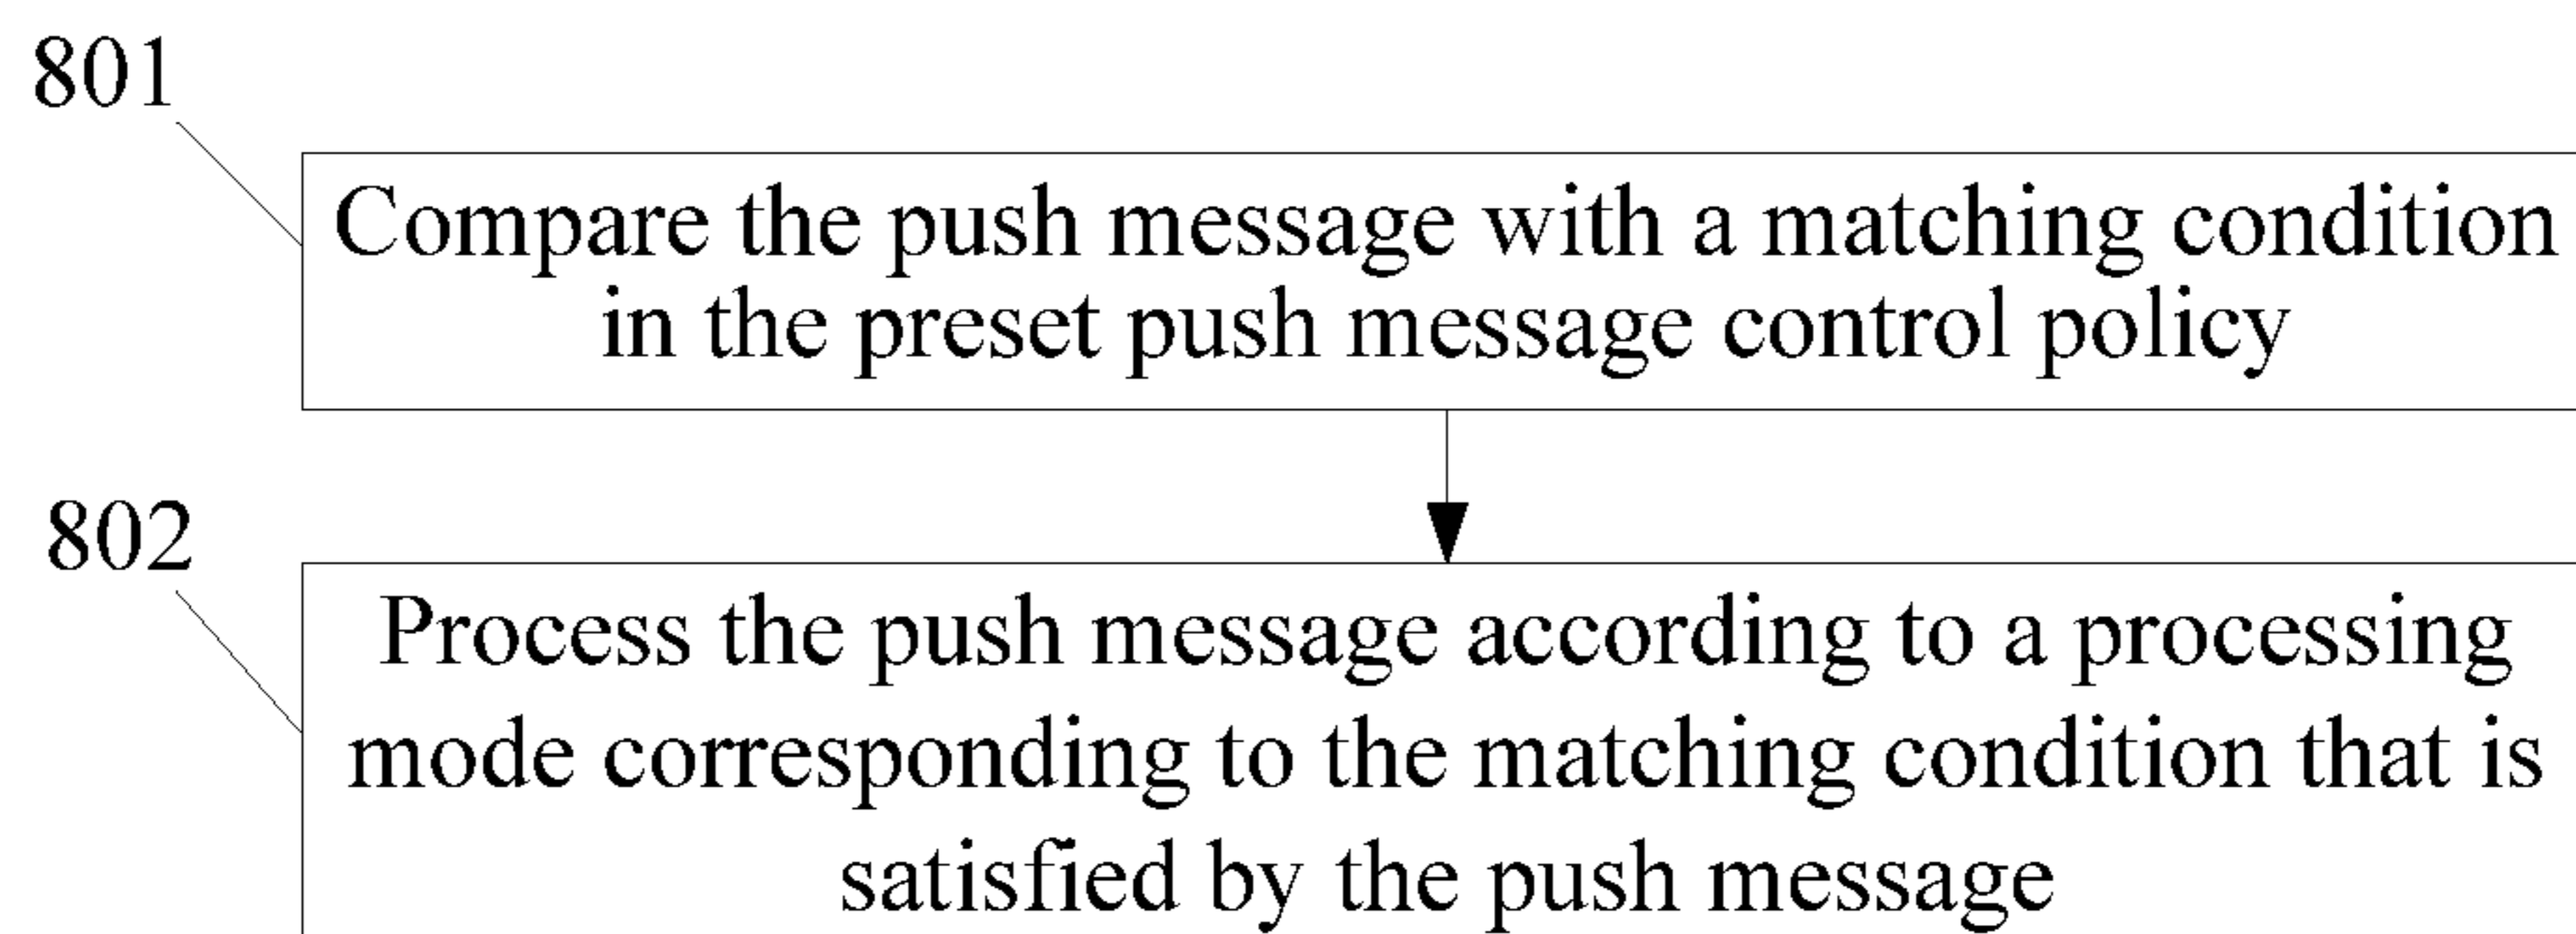 801
Compare the push message with a matching condition
in the preset push message control policy
802
Process the push message according to a processing
mode corresponding to the matching condition that is
satisfied by the push message